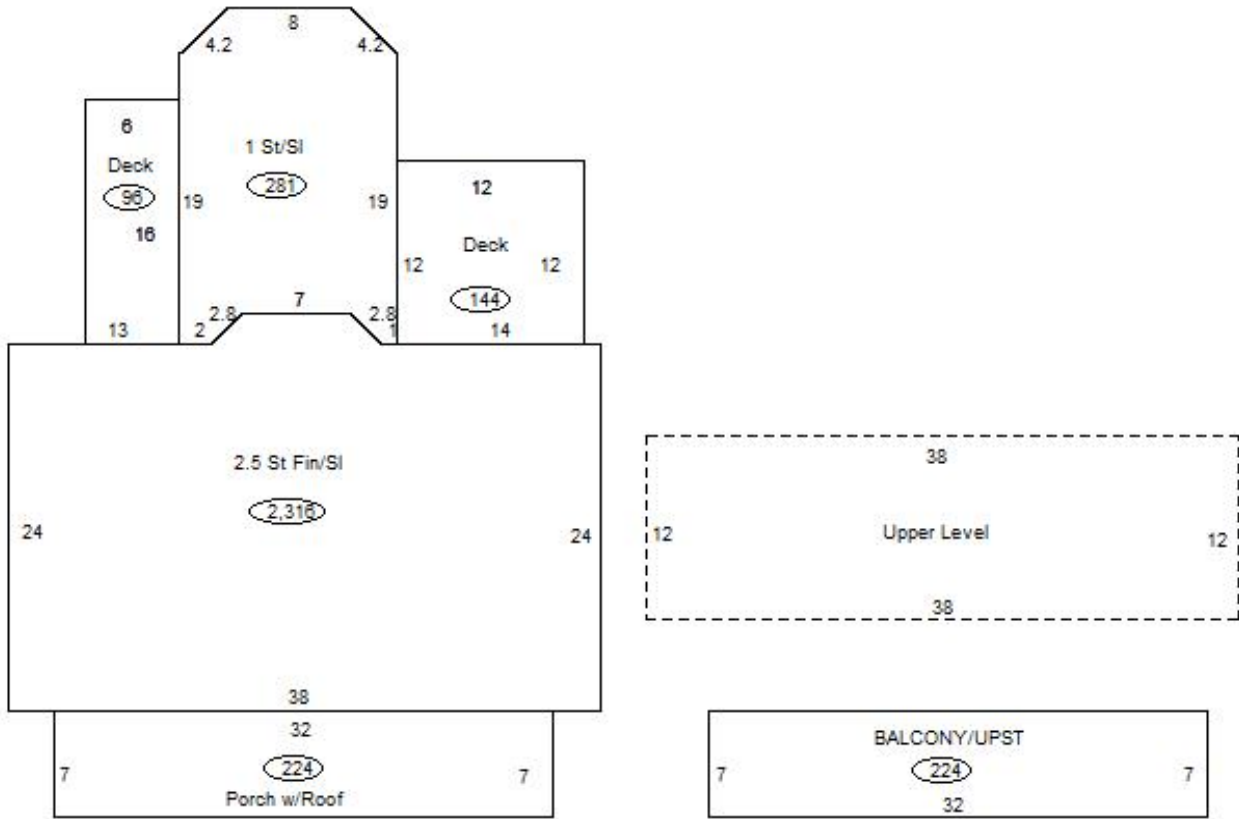 8
4.2 4.2
6
Deck
96
16
1 St/Sl
281
19 19
12
Deck
12 12
144
7
2.8 2.8
13 2 1 14
2.5 St Fin/Sl
2,316
24 24
38
32
7 7
224
Porch w/Roof
38
12 Upper Level 12
38
BALCONY/UPST
7 224 7
32